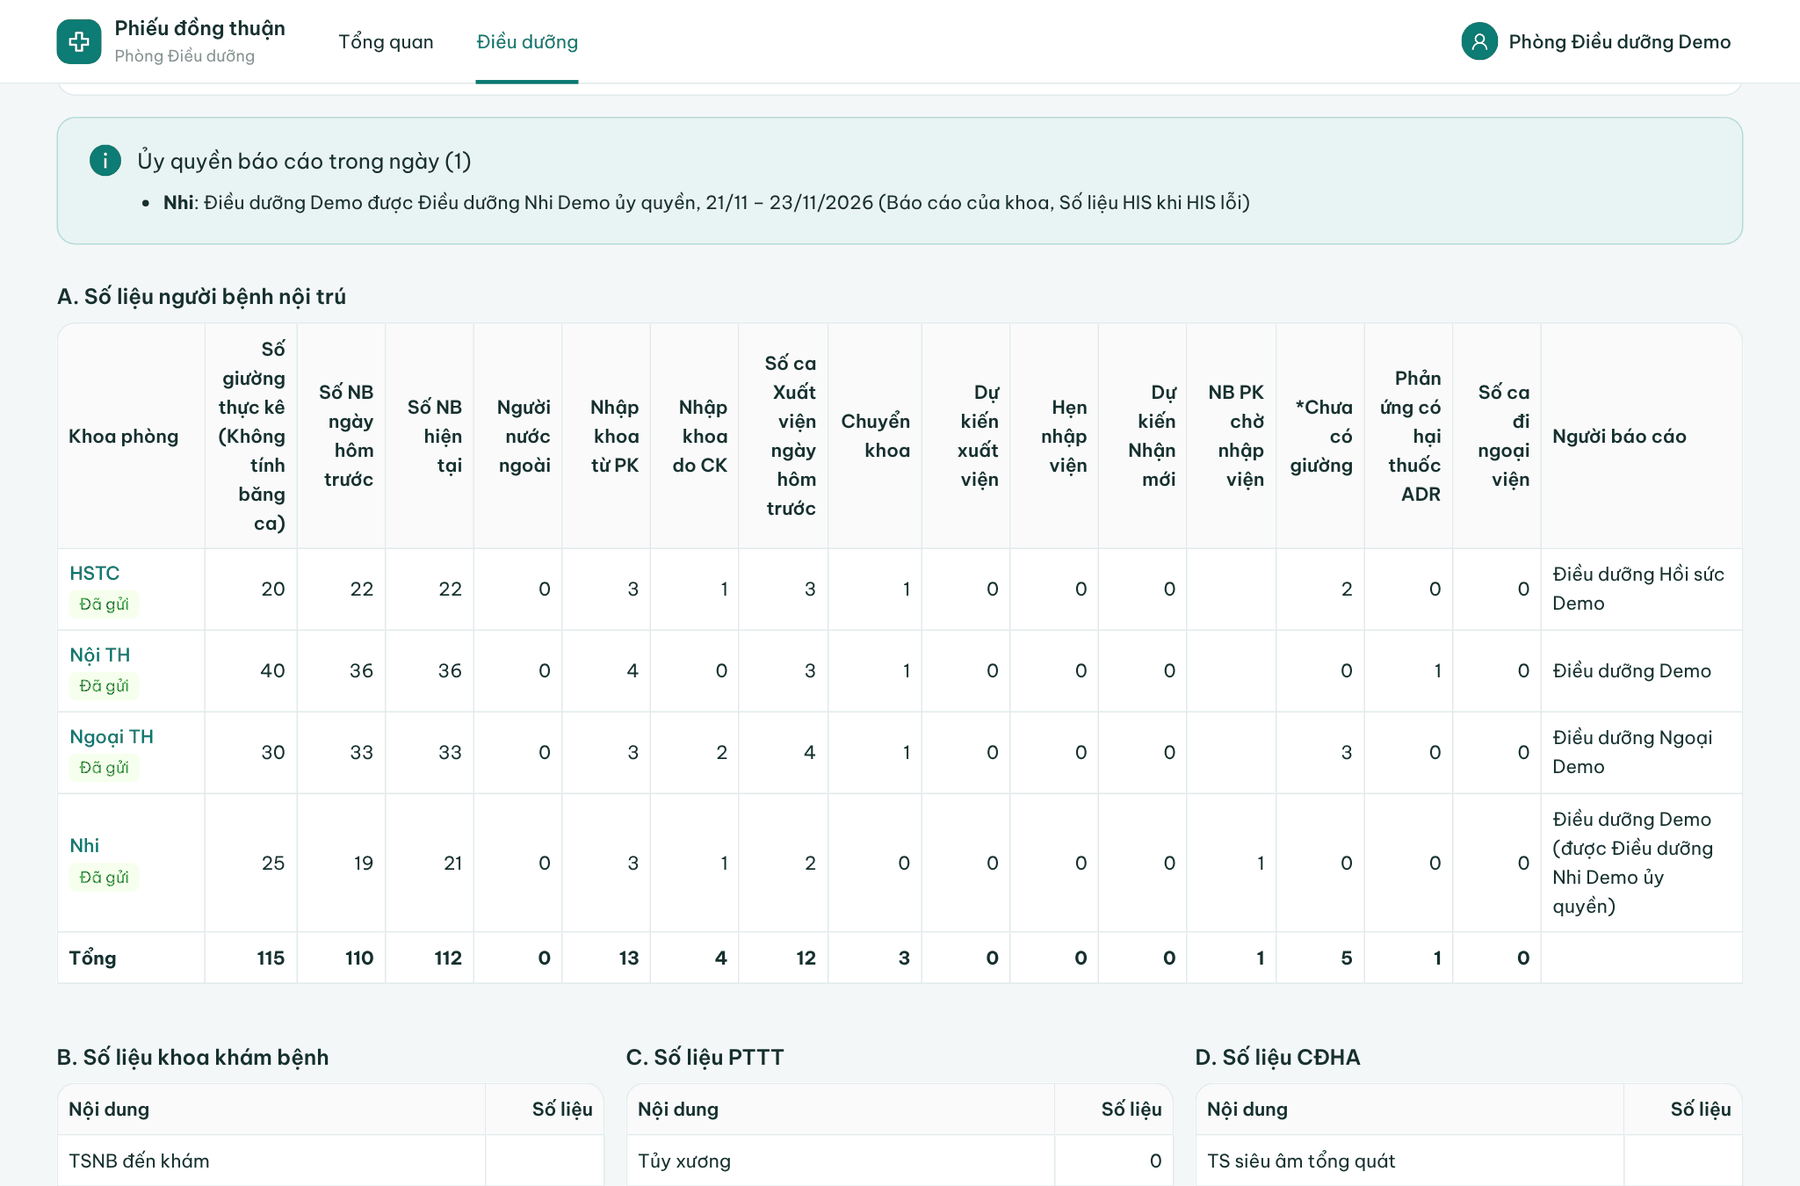 Phiếu đồng thuận
Phòng Điều dưỡng
Tổng quan
Điều dưỡng
Phòng Điều dưỡng Demo
Ủy quyền báo cáo trong ngày (1)
• Nhi: Điều dưỡng Demo được Điều dưỡng Nhi Demo ủy quyền, 21/11 – 23/11/2026 (Báo cáo của khoa, Số liệu HIS khi HIS lỗi)
A. Số liệu người bệnh nội trú
Khoa phòng
Số giường thực kê (Không tính băng ca)
Số NB ngày hôm trước
Số NB hiện tại
Người nước ngoài
Nhập khoa từ PK
Nhập khoa do CK
Số ca Xuất viện ngày hôm trước
Chuyển khoa
Dự kiến xuất viện
Hẹn nhập viện
Dự kiến Nhận mới
NB PK chờ nhập viện
*Chưa có giường
Phản ứng có hại thuốc ADR
Số ca đi ngoại viện
Người báo cáo
HSTC
Đã gửi
20 22 22 0 3 1 3 1 0 0 0 2 0 0 Điều dưỡng Hồi sức Demo
Nội TH
Đã gửi
40 36 36 0 4 0 3 1 0 0 0 0 1 0 Điều dưỡng Demo
Ngoại TH
Đã gửi
30 33 33 0 3 2 4 1 0 0 0 3 0 0 Điều dưỡng Ngoại Demo
Nhi
Đã gửi
25 19 21 0 3 1 2 0 0 0 0 1 0 0 0 Điều dưỡng Demo (được Điều dưỡng Nhi Demo ủy quyền)
Tổng 115 110 112 0 13 4 12 3 0 0 0 1 5 1 0
B. Số liệu khoa khám bệnh
Nội dung Số liệu
TSNB đến khám
C. Số liệu PTTT
Nội dung Số liệu
Tủy xương 0
D. Số liệu CĐHA
Nội dung Số liệu
TS siêu âm tổng quát